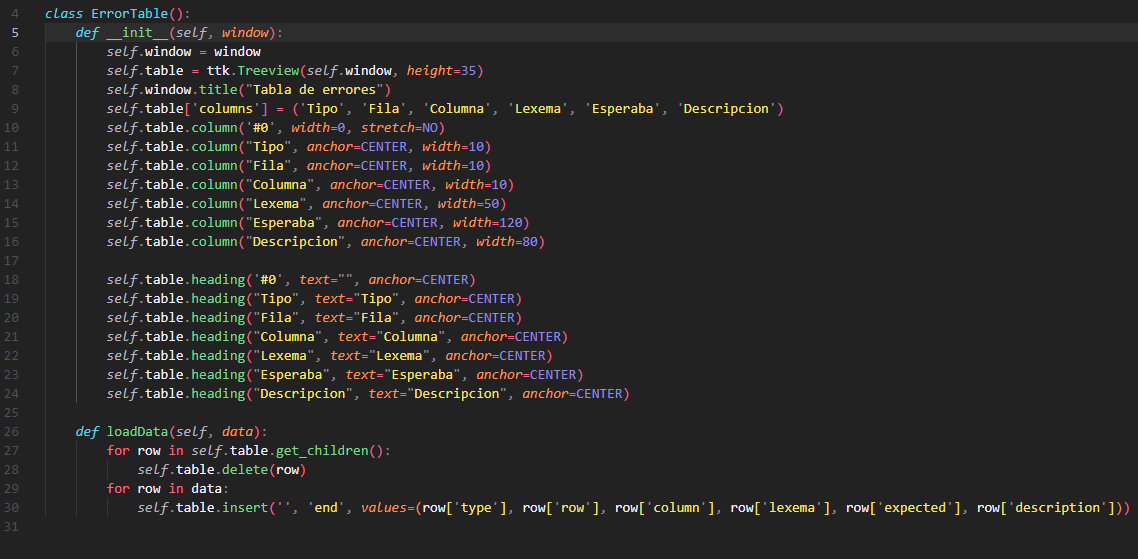 4 class ErrorTable():
5     def __init__(self, window):
6         self.window = window
7         self.table = ttk.Treeview(self.window, height=35)
8         self.window.title("Tabla de errores")
9         self.table['columns'] = ('Tipo', 'Fila', 'Columna', 'Lexema', 'Esperaba', 'Descripcion')
10         self.table.column('#0', width=0, stretch=NO)
11         self.table.column("Tipo", anchor=CENTER, width=10)
12         self.table.column("Fila", anchor=CENTER, width=10)
13         self.table.column("Columna", anchor=CENTER, width=10)
14         self.table.column("Lexema", anchor=CENTER, width=50)
15         self.table.column("Esperaba", anchor=CENTER, width=120)
16         self.table.column("Descripcion", anchor=CENTER, width=80)
17
18         self.table.heading('#0', text="", anchor=CENTER)
19         self.table.heading("Tipo", text="Tipo", anchor=CENTER)
20         self.table.heading("Fila", text="Fila", anchor=CENTER)
21         self.table.heading("Columna", text="Columna", anchor=CENTER)
22         self.table.heading("Lexema", text="Lexema", anchor=CENTER)
23         self.table.heading("Esperaba", text="Esperaba", anchor=CENTER)
24         self.table.heading("Descripcion", text="Descripcion", anchor=CENTER)
25
26     def loadData(self, data):
27         for row in self.table.get_children():
28             self.table.delete(row)
29         for row in data:
30             self.table.insert('', 'end', values=(row['type'], row['row'], row['column'], row['lexema'], row['expected'], row['description']))
31